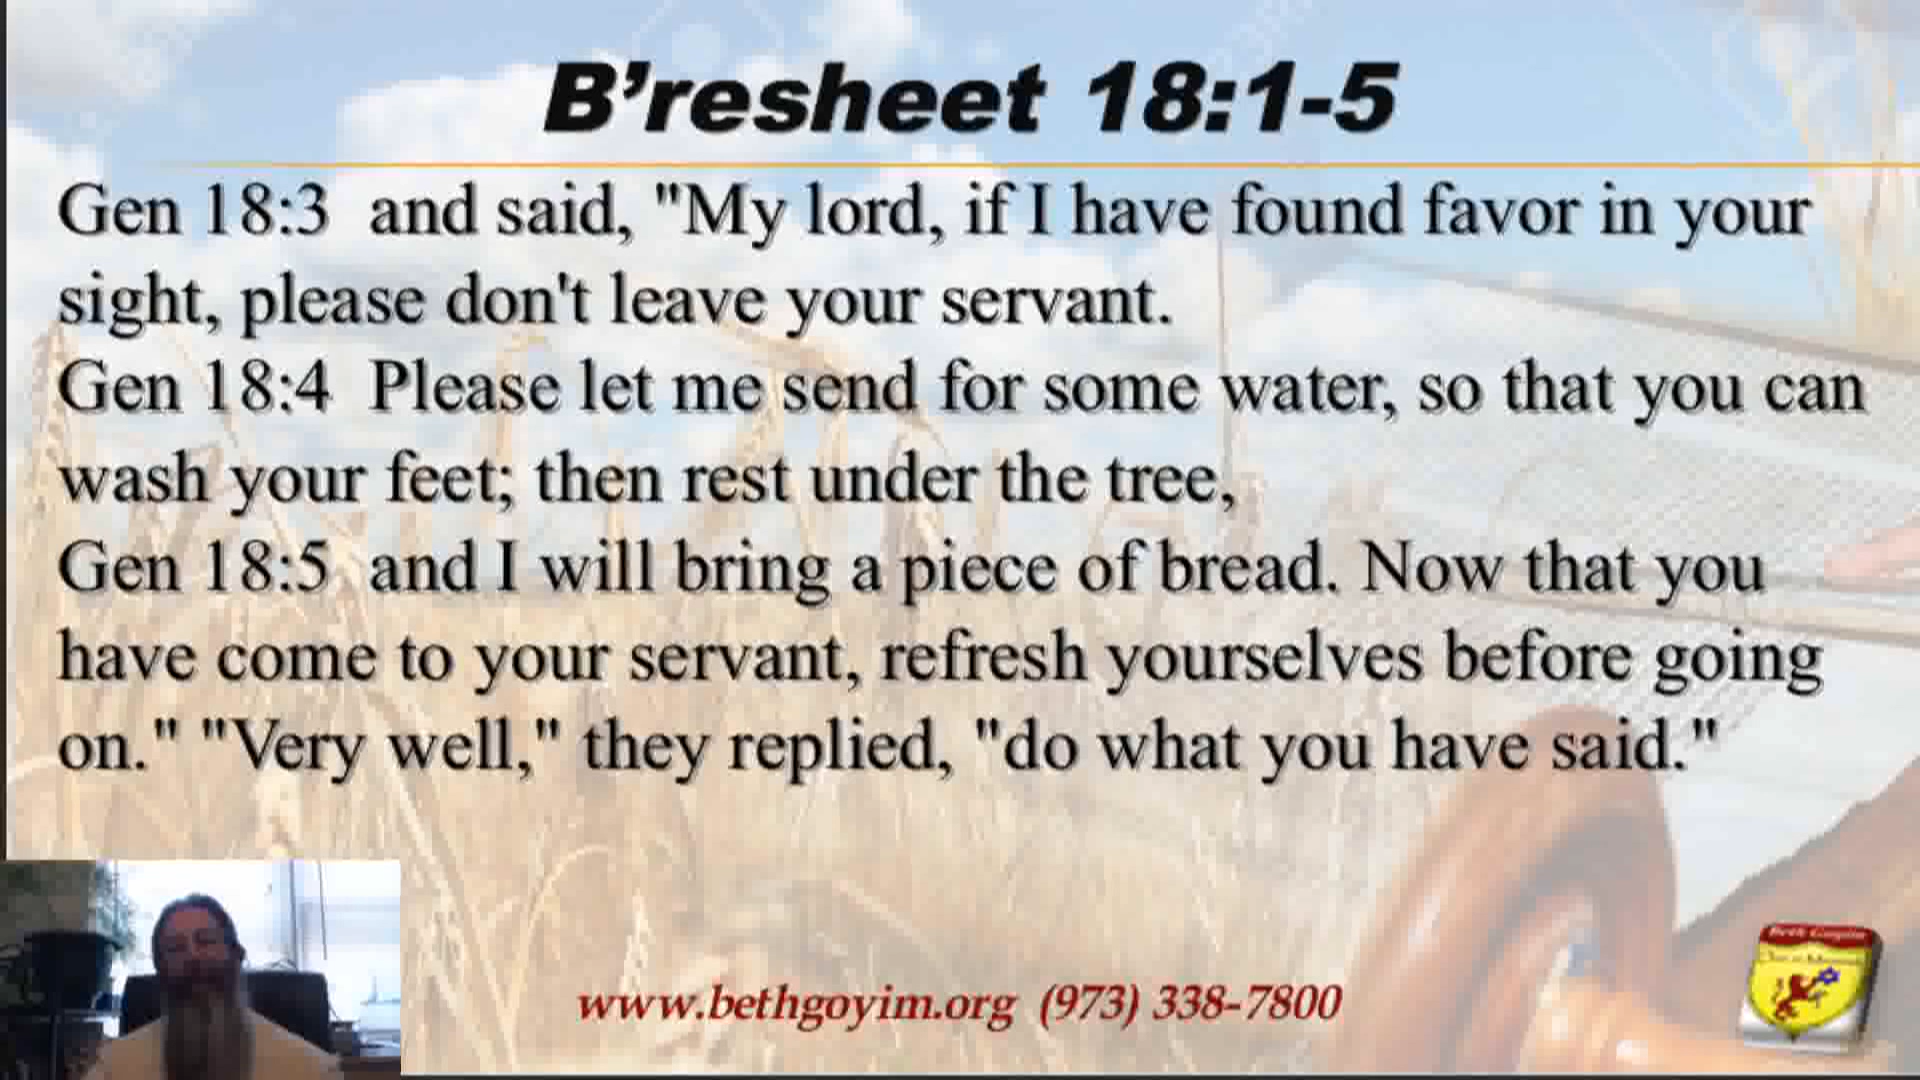 B’resheet 18:1-5
Gen 18:3 and said, "My lord, if I have found favor in your
sight, please don't leave your servant.
Gen 18:4 Please let me send for some water, so that you can
wash your feet; then rest under the tree,
Gen 18:5 and I will bring a piece of bread. Now that you
have come to your servant, refresh yourselves before going
on." "Very well," they replied, "do what you have said."
Beth Goyim
www.bethgoyim.org (973) 338-7800